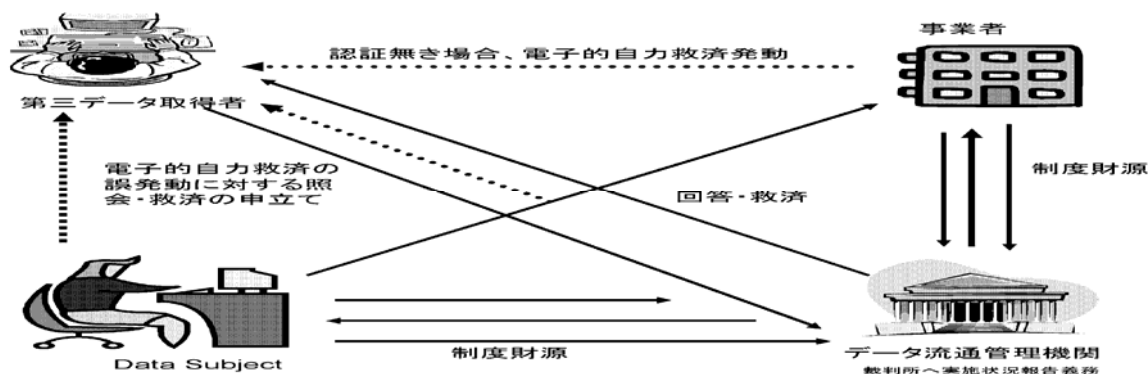 事業者
認証無き場合、電子的自力救済発動
第三データ取得者
電子的自力救済の
誤発動に対する照
会・救済の申立て
制度財源
回答・救済
Data Subject
制度財源
データ流通管理機関
裁判所へ実施状況報告義務